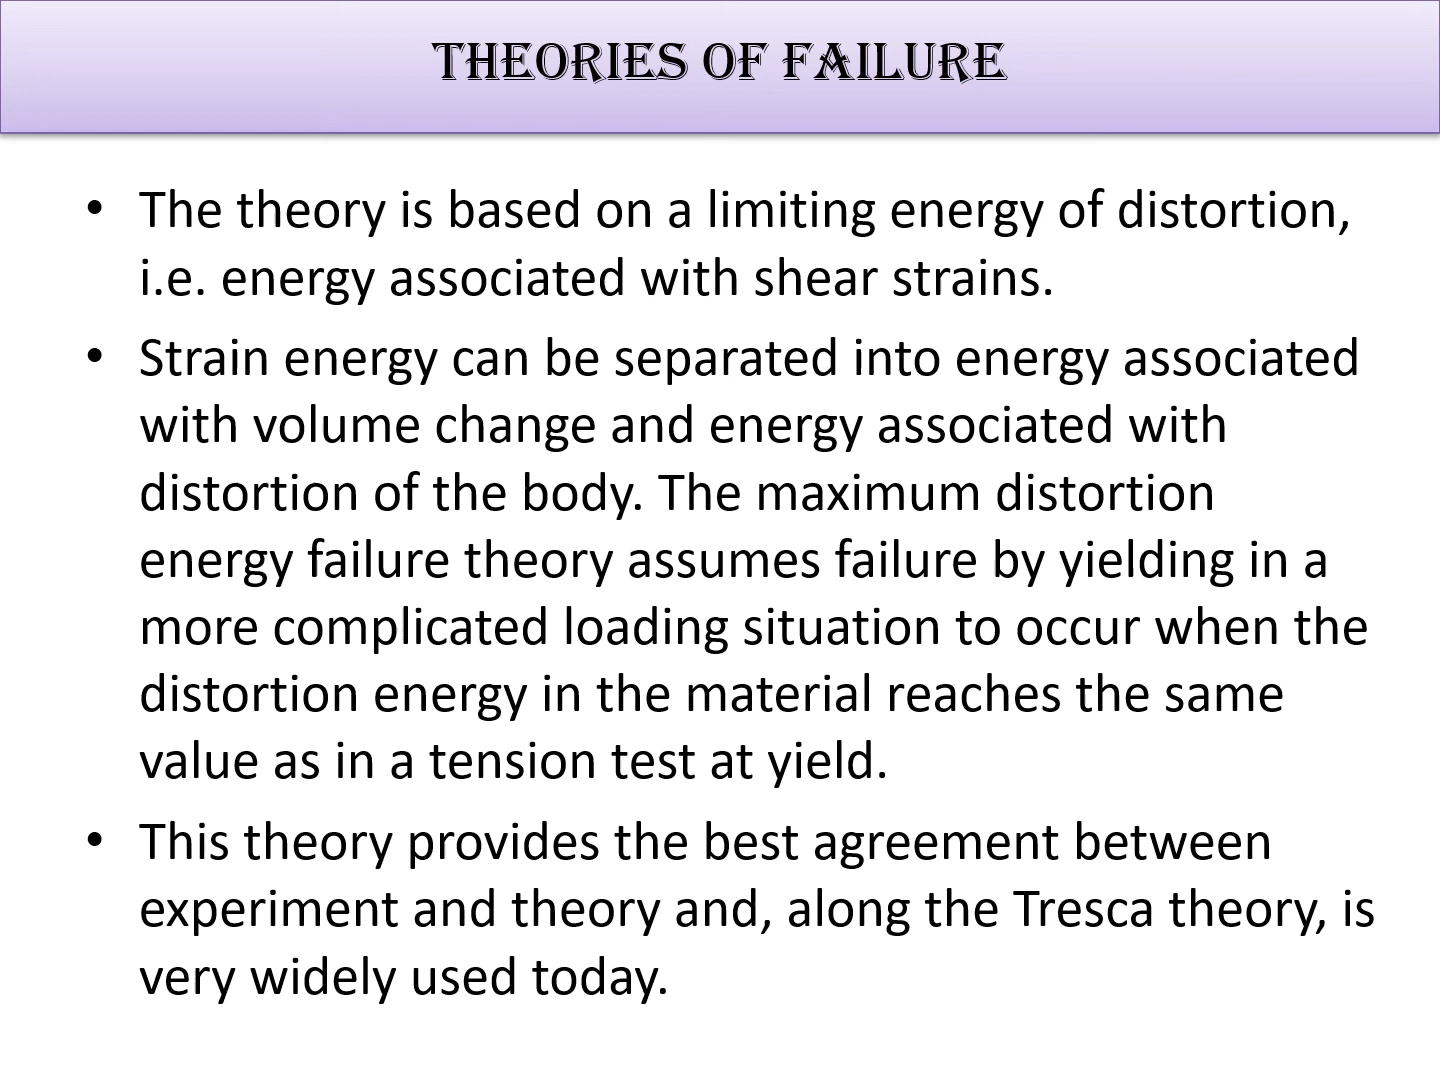 THEORIES OF FAILURE
• The theory is based on a limiting energy of distortion,
i.e. energy associated with shear strains.
• Strain energy can be separated into energy associated
with volume change and energy associated with
distortion of the body. The maximum distortion
energy failure theory assumes failure by yielding in a
more complicated loading situation to occur when the
distortion energy in the material reaches the same
value as in a tension test at yield.
• This theory provides the best agreement between
experiment and theory and, along the Tresca theory, is
very widely used today.